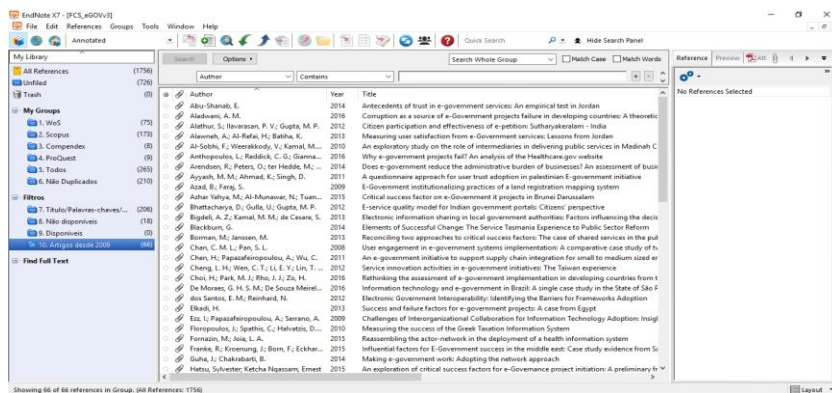 EndNote X7 - [FCS_eGOVv3]
File Edit References Groups Tools Window Help
Annotated
Quick Search
Hide Search Panel
My Library
All References (1756)
Unfiled (726)
Trash (0)
My Groups
1. WoS (75)
2. Scopus (173)
3. Compendex (8)
4. ProQuest (9)
5. Todos (265)
6. Não Duplicados (210)
Filtros
7. Título/Palavras-chaves/... (206)
8. Não disponíveis (18)
9. Disponíveis (0)
10. Artigos desde 2009 (66)
Find Full Text
Search Options Search Whole Group Match Case Match Words
Author Contains
Author Year Title
Abu-Shanab, E. 2014 Antecedents of trust in e-government services: An empirical test in Jordan
Aladwani, A. M. 2016 Corruption as a source of e-Government projects failure in developing countries: A theoretic
Alathur, S.; Ilavarasan, P. V.; Gupta, M. P. 2012 Citizen participation and effectiveness of e-petition: Sutharyakeralam - India
Alawneh, A.; Al-Refai, H.; Batiha, K. 2013 Measuring user satisfaction from e-Government services: Lessons from Jordan
Al-Sobhi, F.; Weerakkody, V.; Kamal, M.... 2010 An exploratory study on the role of intermediaries in delivering public services in Madinah C
Anthopoulos, L.; Reddick, C. G.; Gianna... 2016 Why e-government projects fail? An analysis of the Healthcare.gov website
Arendsen, R.; Peters, O.; ter Hedde, M.; ... 2014 Does e-government reduce the administrative burden of businesses? An assessment of busin
Ayyash, M. M.; Ahmad, K.; Singh, D. 2011 A questionnaire approach for user trust adoption in palestinian E-government initiative
Azad, B.; Faraj, S. 2009 E-Government institutionalizing practices of a land registration mapping system
Azhar Yahya, M.; Al-Munawar, N.; Tuan... 2015 Critical success factor on e-Government it projects in Brunei Darussalam
Bhattacharya, D.; Gulla, U.; Gupta, M. P. 2012 E-service quality model for Indian government portals: Citizens' perspective
Bigdeli, A. Z.; Kamal, M. M.; de Cesare, S. 2013 Electronic information sharing in local government authorities: Factors influencing the decis
Blackburn, G. 2014 Elements of Successful Change: The Service Tasmania Experience to Public Sector Reform
Borman, M.; Janssen, M. 2013 Reconciling two approaches to critical success factors: The case of shared services in the pul
Chan, C. M. L.; Pan, S. L. 2008 User engagement in e-government systems implementation: A comparative case study of tv
Chen, H.; Papazafeiropoulou, A.; Wu, C. 2011 An e-government initiative to support supply chain integration for small to medium sized er
Cheng, L. H.; Wen, C. T.; Li, E. Y.; Lin, T. ... 2012 Service innovation activities in e-government initiatives: The Taiwan experience
Choi, H.; Park, M. J.; Rho, J. J.; Zo, H. 2016 Rethinking the assessment of e-government implementation in developing countries from t
De Moraes, G. H. S. M.; De Souza Meirel... 2016 Information technology and e-government in Brazil: A single case study in the State of São P
dos Santos, E. M.; Reinhard, N. 2012 Electronic Government Interoperability: Identifying the Barriers for Frameworks Adoption
Elkadi, H. 2013 Success and failure factors for e-government projects: A case from Egypt
Ezz, I.; Papazafeiropoulou, A.; Serrano, A. 2009 Challenges of Interorganizational Collaboration for Information Technology Adoption: Insigl
Floropoulos, J.; Spathis, C.; Halvatzis, D.... 2010 Measuring the success of the Greek Taxation Information System
Fornazin, M.; Joia, L. A. 2015 Reassembling the actor-network in the deployment of a health information system
Franke, R.; Kroenung, J.; Born, F.; Eckhar... 2015 Influential factors for E-Government success in the middle east: Case study evidence from Sa
Guha, J.; Chakrabarti, B. 2014 Making e-government work: Adopting the network approach
Hatsu, Sylvester; Ketcha Ngassam, Ernest 2015 An exploration of critical success factors for e-Governance project initiation: A preliminary fr
Reference Preview Att
No References Selected
Showing 66 of 66 references in Group. (All References: 1756)
Layout